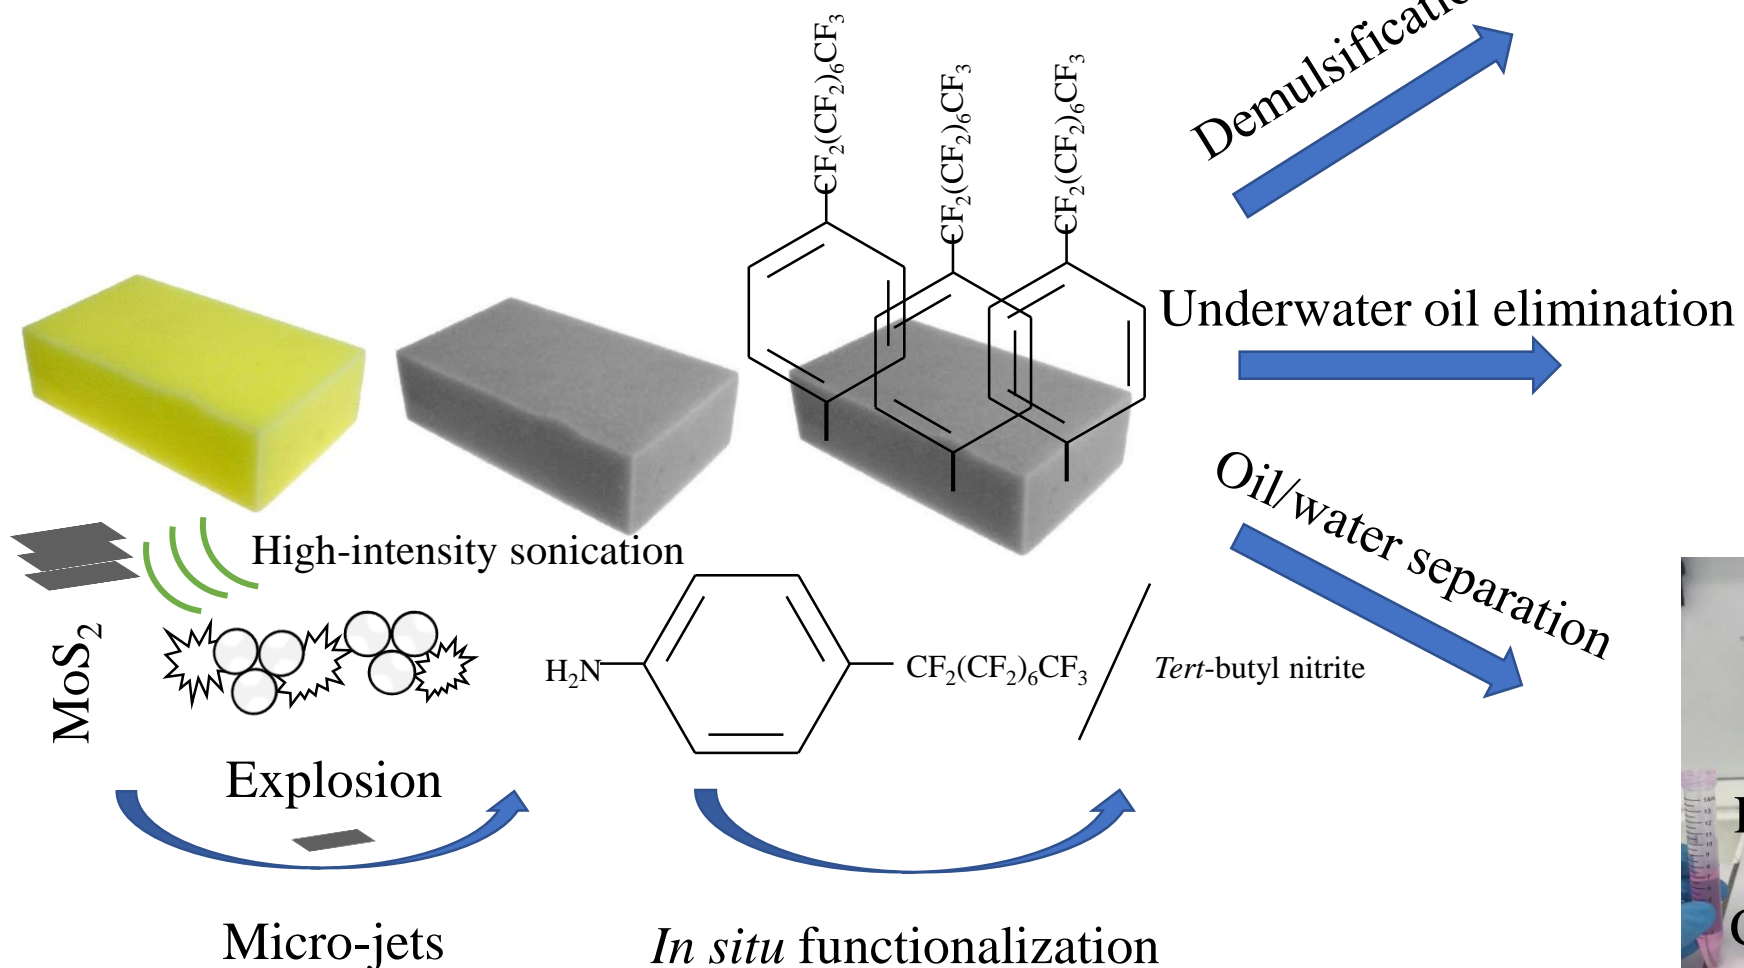 CF2(CF2)6CF3
CF2(CF2)6CF3
CF2(CF2)6CF3
Underwater oil elimination
Oil/water separation
High-intensity sonication
MoS2
H2N
CF2(CF2)6CF3
Tert-butyl nitrite
Explosion
Micro-jets
In situ functionalization